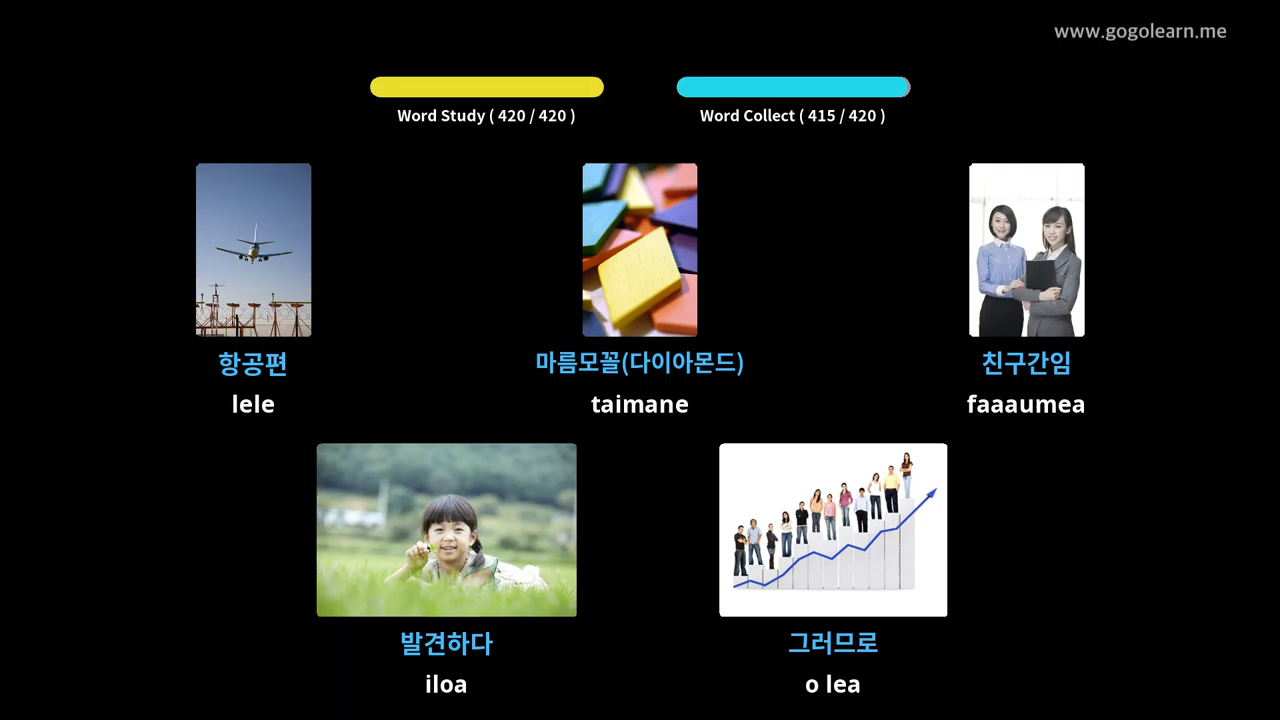 www.gogolearn.me
Word Study ( 420 / 420 )
Word Collect ( 415 / 420 )
항공편
lele
마름모꼴(다이아몬드)
taimane
친구간임
faaaumea
발견하다
iloa
그러므로
o lea